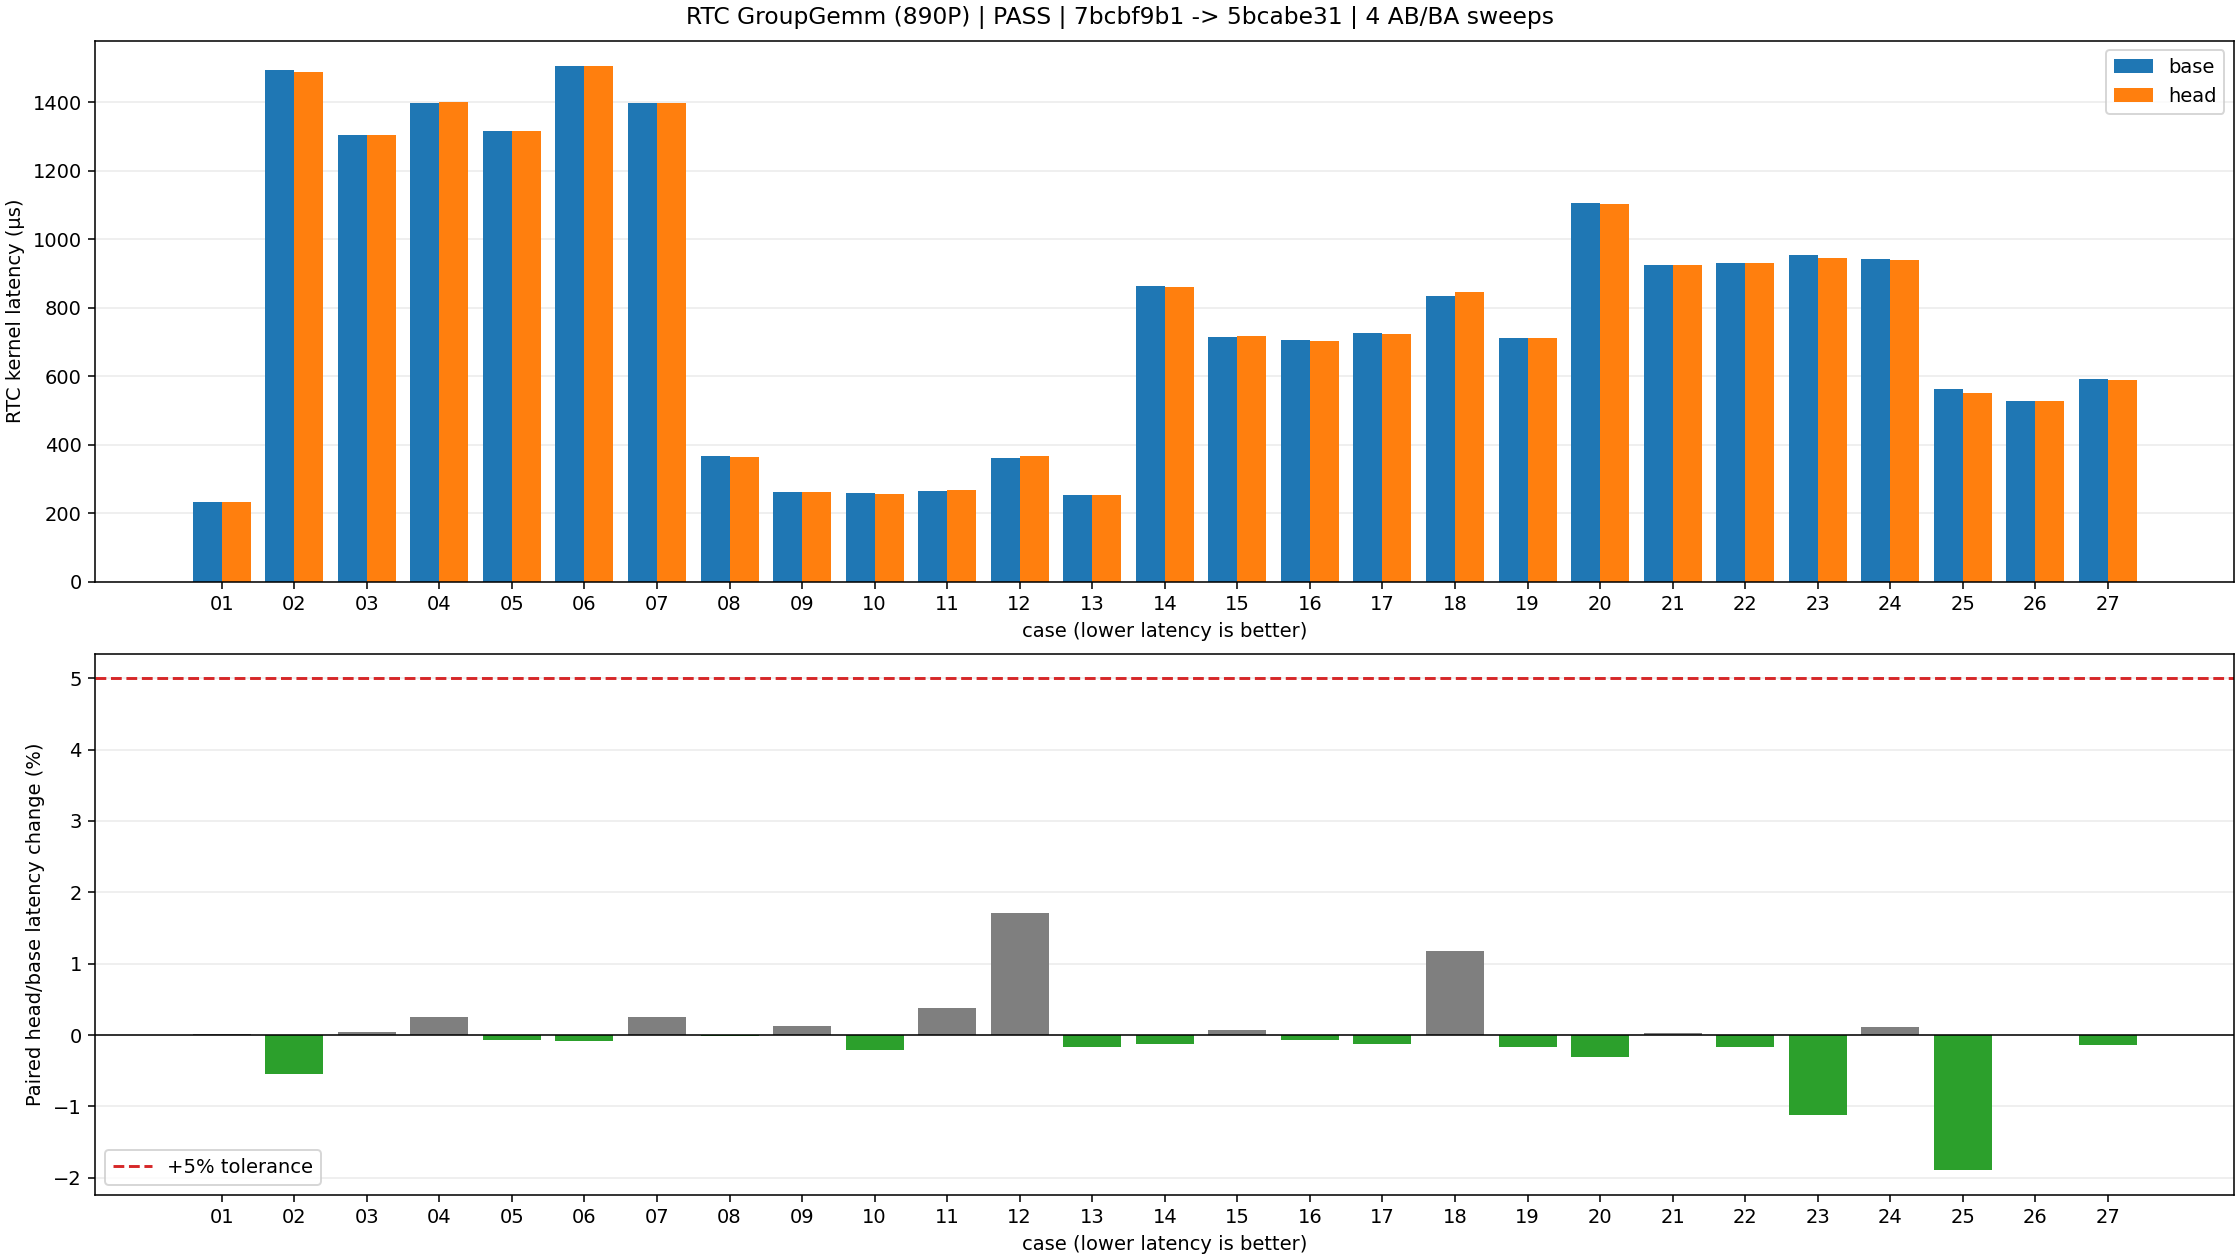 RTC GroupGemm (890P) | PASS | 7bcbf9b1 -> 5bcabe31 | 4 AB/BA sweeps
base
head
RTC kernel latency (µs)
1400
1200
1000
800
600
400
200
0
01 02 03 04 05 06 07 08 09 10 11 12 13 14 15 16 17 18 19 20 21 22 23 24 25 26 27
case (lower latency is better)
Paired head/base latency change (%)
5
4
3
2
1
0
−1
−2
+5% tolerance
01 02 03 04 05 06 07 08 09 10 11 12 13 14 15 16 17 18 19 20 21 22 23 24 25 26 27
case (lower latency is better)